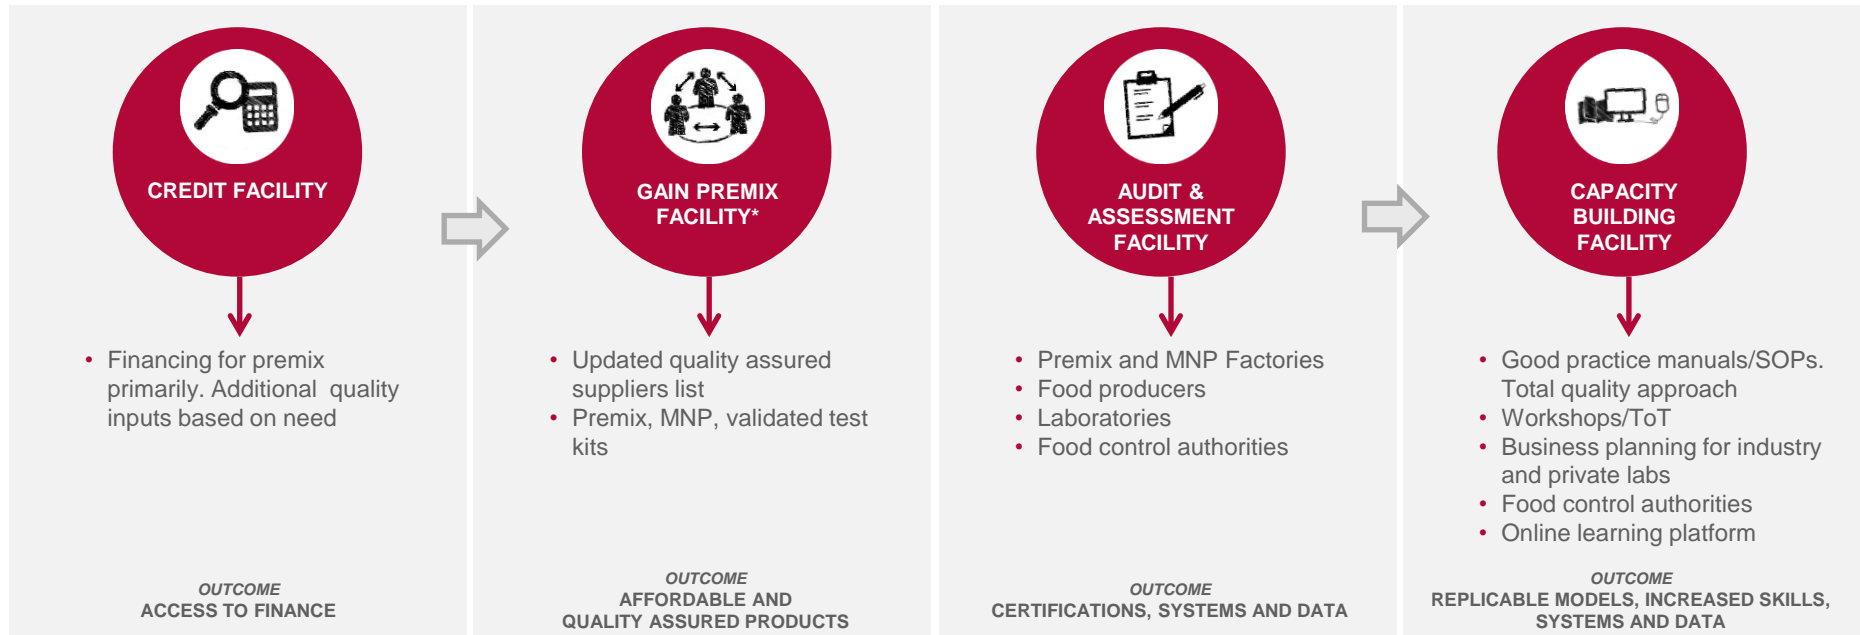 CREDIT FACILITY
• Financing for premix
primarily. Additional quality
inputs based on need
OUTCOME
ACCESS TO FINANCE
GAIN PREMIX
FACILITY*
• Updated quality assured
suppliers list
• Premix, MNP, validated test
kits
OUTCOME
AFFORDABLE AND
QUALITY ASSURED PRODUCTS
AUDIT &
ASSESSMENT
FACILITY
• Premix and MNP Factories
• Food producers
• Laboratories
• Food control authorities
OUTCOME
CERTIFICATIONS, SYSTEMS AND DATA
CAPACITY
BUILDING
FACILITY
• Good practice manuals/SOPs.
Total quality approach
• Workshops/ToT
• Business planning for industry
and private labs
• Food control authorities
• Online learning platform
OUTCOME
REPLICABLE MODELS, INCREASED SKILLS,
SYSTEMS AND DATA